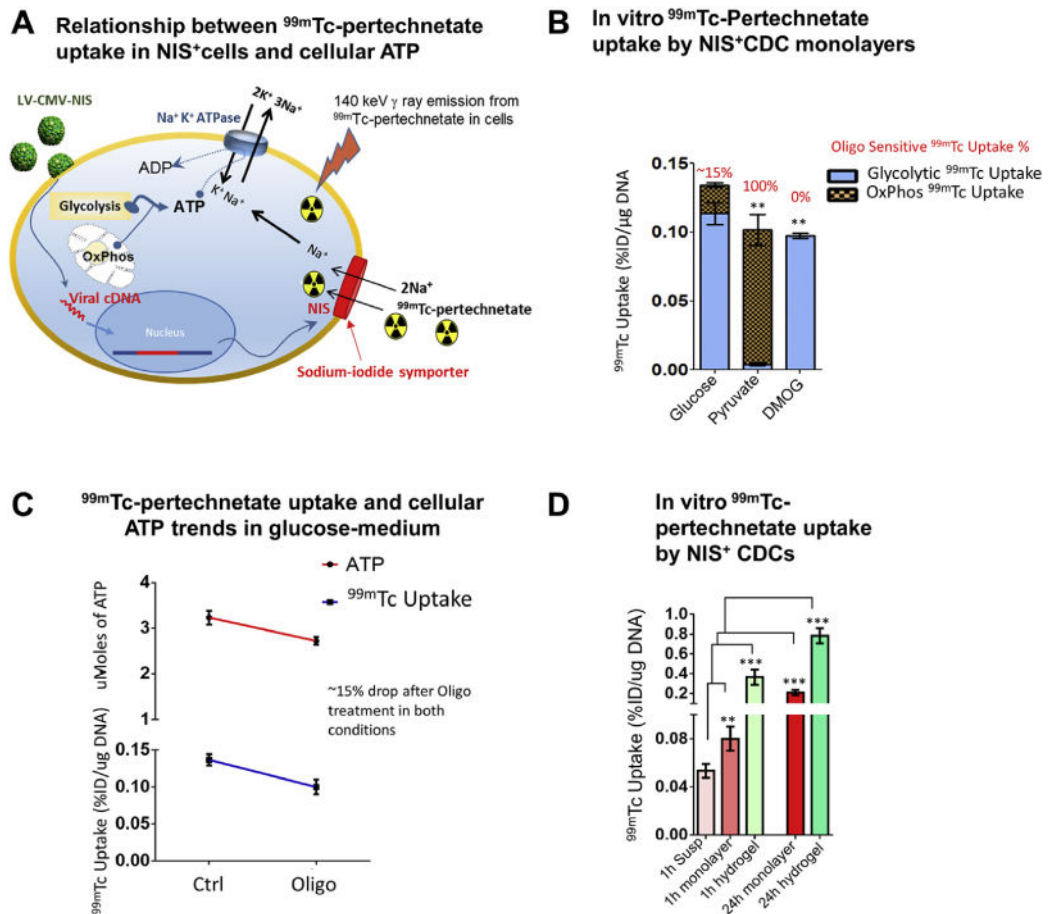 A Relationship between ⁹⁹ᵐTc-pertechnetate
uptake in NIS⁺cells and cellular ATP
LV-CMV-NIS
Na⁺ K⁺ ATPase
2K⁺ 3Na⁺
140 keV γ ray emission from
⁹⁹ᵐTc-pertechnetate in cells
ADP
K⁺ Na⁺
Glycolysis
ATP
OxPhos
Na⁺
Viral cDNA
NIS
2Na⁺
⁹⁹ᵐTc-pertechnetate
Nucleus
Sodium-iodide symporter
B In vitro ⁹⁹ᵐTc-Pertechnetate
uptake by NIS⁺CDC monolayers
Oligo Sensitive ⁹⁹ᵐTc Uptake %
Glycolytic ⁹⁹ᵐTc Uptake
OxPhos ⁹⁹ᵐTc Uptake
⁹⁹ᵐTc Uptake (%ID/µg DNA)
0.15
0.10
0.05
0.00
~15%
100%
0%
**
**
Glucose
Pyruvate
DMOG
C ⁹⁹ᵐTc-pertechnetate uptake and cellular
ATP trends in glucose-medium
ATP
⁹⁹ᵐTc Uptake
uMoles of ATP
4
3
2
1
~15% drop after Oligo
treatment in both
conditions
⁹⁹ᵐTc Uptake (%ID/ug DNA)
0.15
0.10
0.05
0.00
Ctrl
Oligo
D In vitro ⁹⁹ᵐTc-
pertechnetate uptake
by NIS⁺ CDCs
⁹⁹ᵐTc Uptake (%ID/ug DNA)
1.0
0.8
0.6
0.4
0.2
0.08
0.04
0.00
**
***
***
***
1h Susp
1h monolayer
1h hydrogel
24h monolayer
24h hydrogel